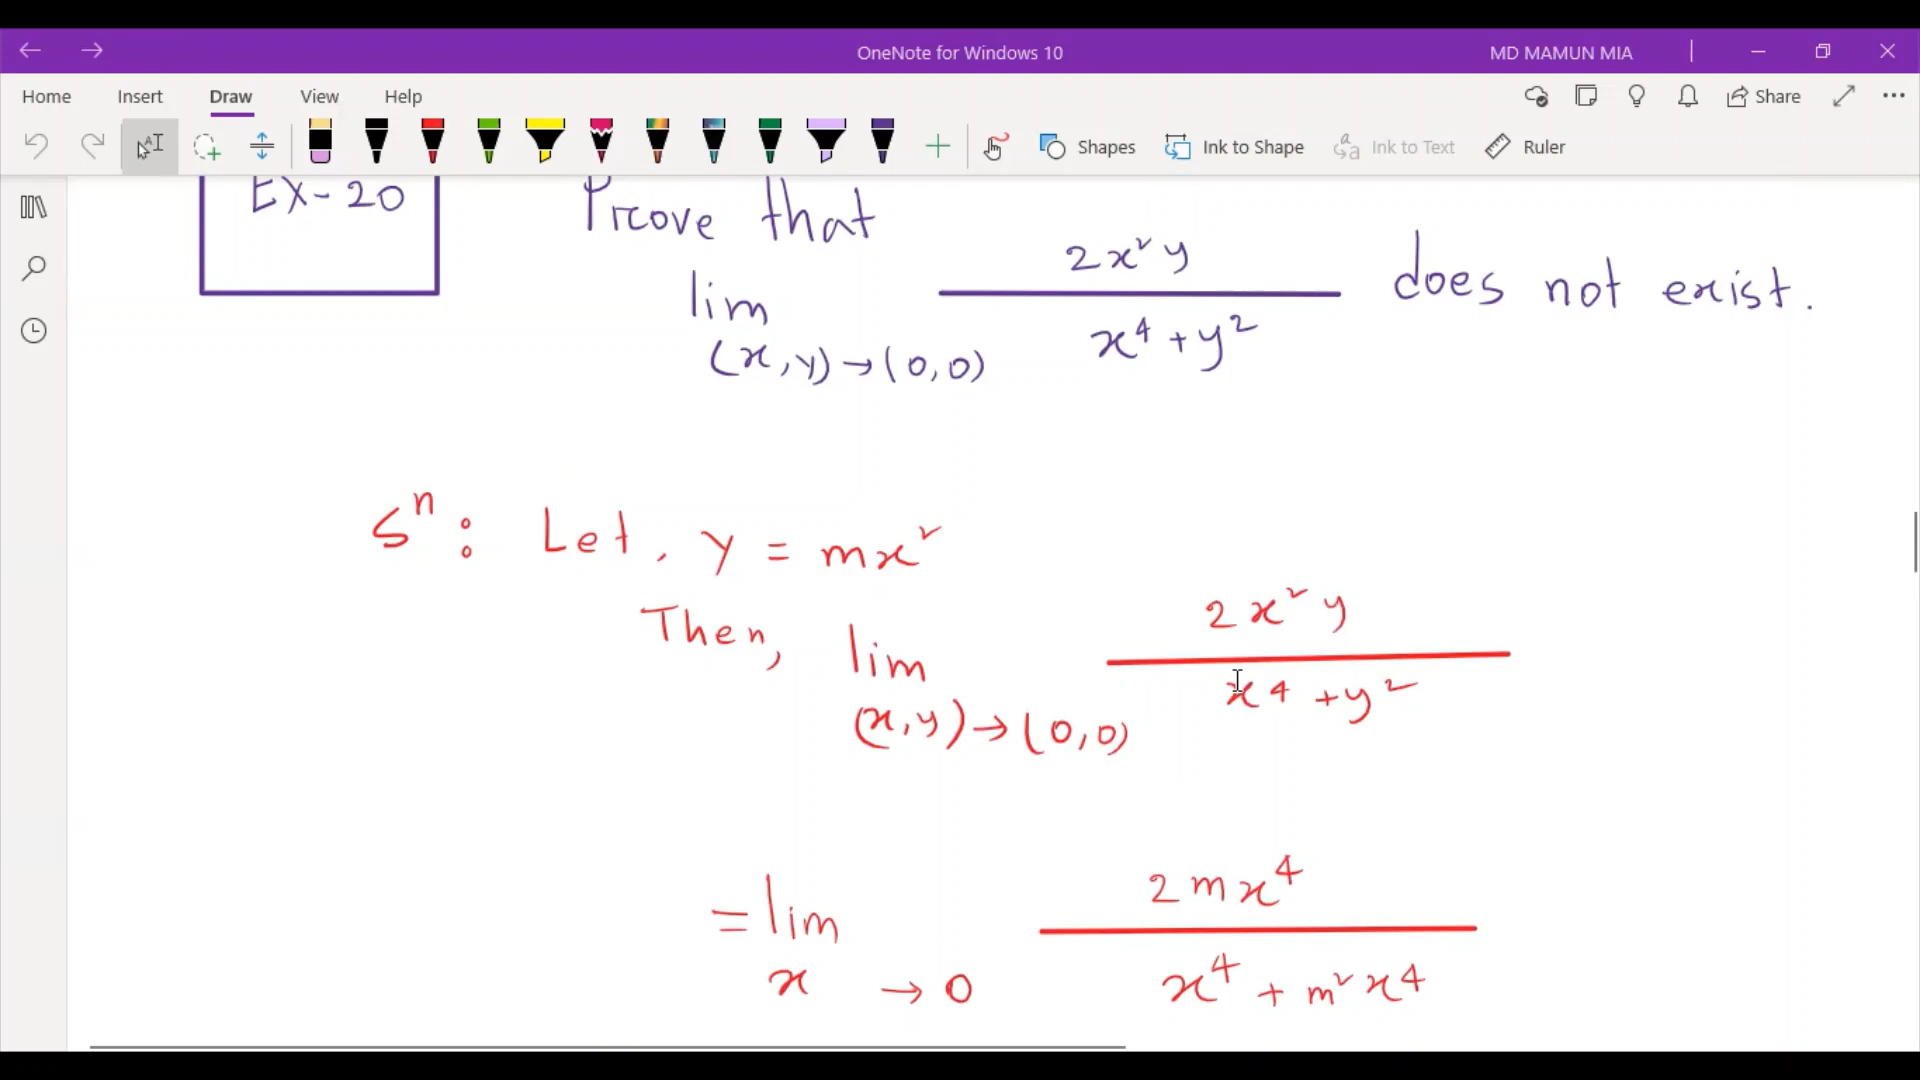 OneNote for Windows 10
MD MAMUN MIA
Home Insert Draw View Help Share
Shapes Ink to Shape Ink to Text Ruler
EX-20 Prove that
lim (x,y)→(0,0) 2x²y / x⁴+y² does not exist.
Sⁿ: Let, y = mx²
Then, lim (x,y)→(0,0) 2x²y / x⁴+y²
= lim x→0 2mx⁴ / x⁴+m²x⁴